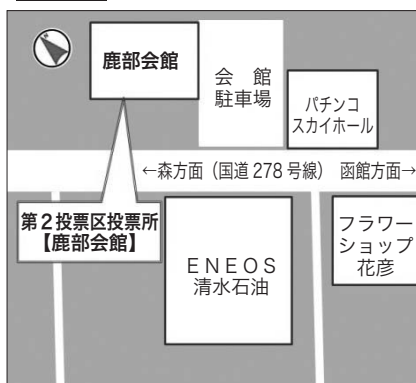 鹿部会館
会　館
駐車場
パチンコ
スカイホール
←森方面（国道278号線）　函館方面→
第２投票区投票所
【鹿部会館】
ＥＮＥＯＳ
清水石油
フラワー
ショップ
花彦